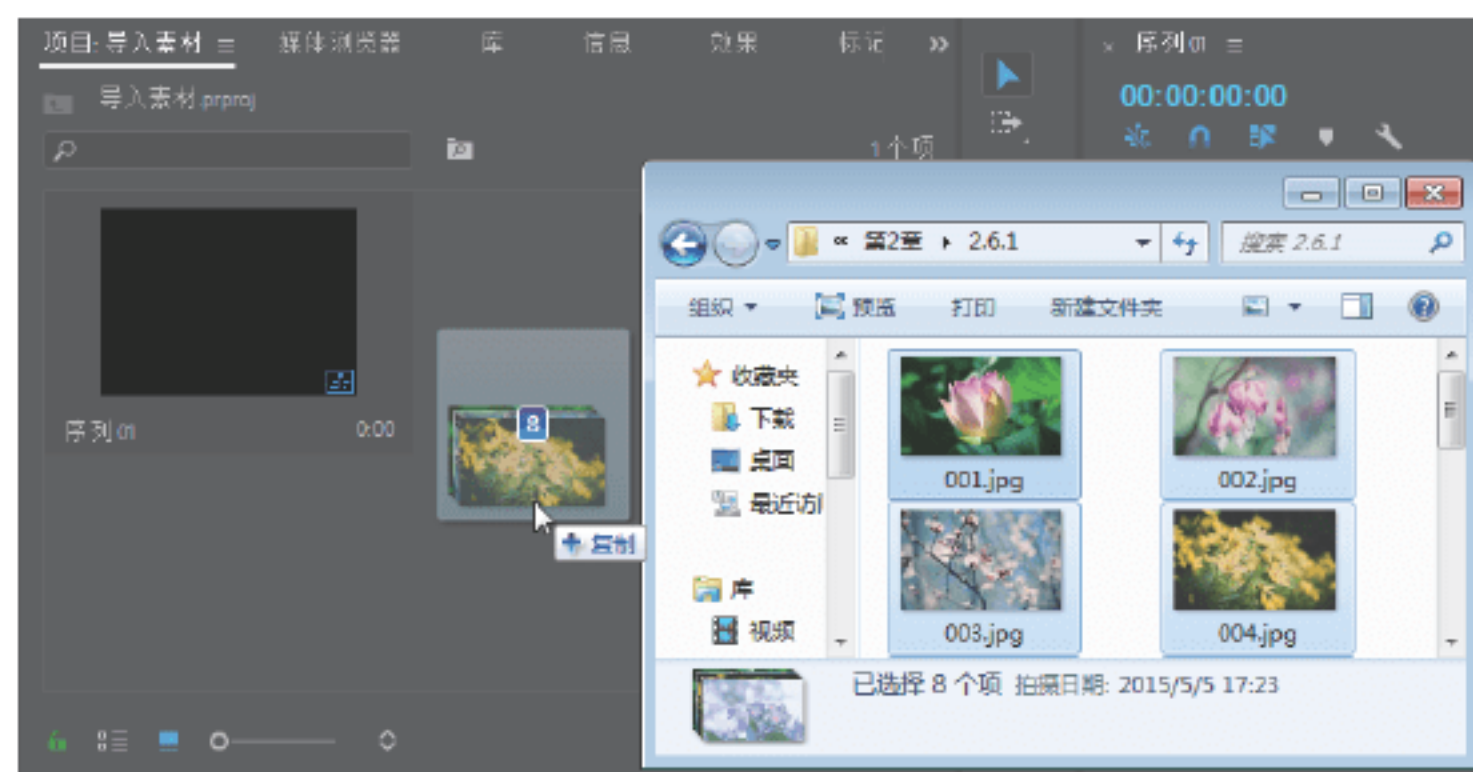 项目: 导入素材 媒体浏览器 库 信息 效果 标记 »
导入素材.prproj
1个项
序列 01 0:00
8
复制
× 序列 01
00:00:00:00
« 第2章 ▸ 2.6.1
搜索 2.6.1
组织 预览 打印 新建文件夹
收藏夹
下载
桌面
最近访
库
视频
001.jpg 002.jpg
003.jpg 004.jpg
已选择 8 个项 拍摄日期: 2015/5/5 17:23